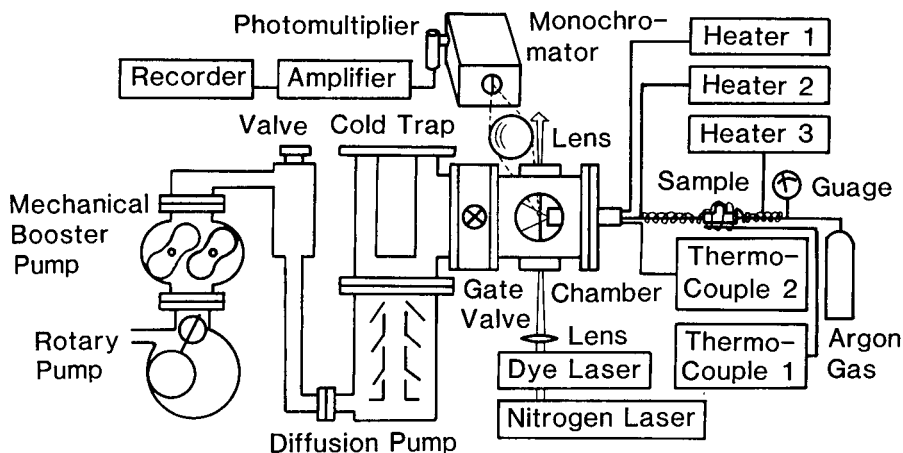 Photomultiplier
Monochro-
mator
Heater 1
Recorder
Amplifier
Heater 2
Valve
Cold Trap
Lens
Heater 3
Sample
Guage
Mechanical
Booster
Pump
Thermo-
Couple 2
Gate
Valve
Chamber
Rotary
Pump
Lens
Thermo-
Couple 1
Argon
Gas
Dye Laser
Nitrogen Laser
Diffusion Pump